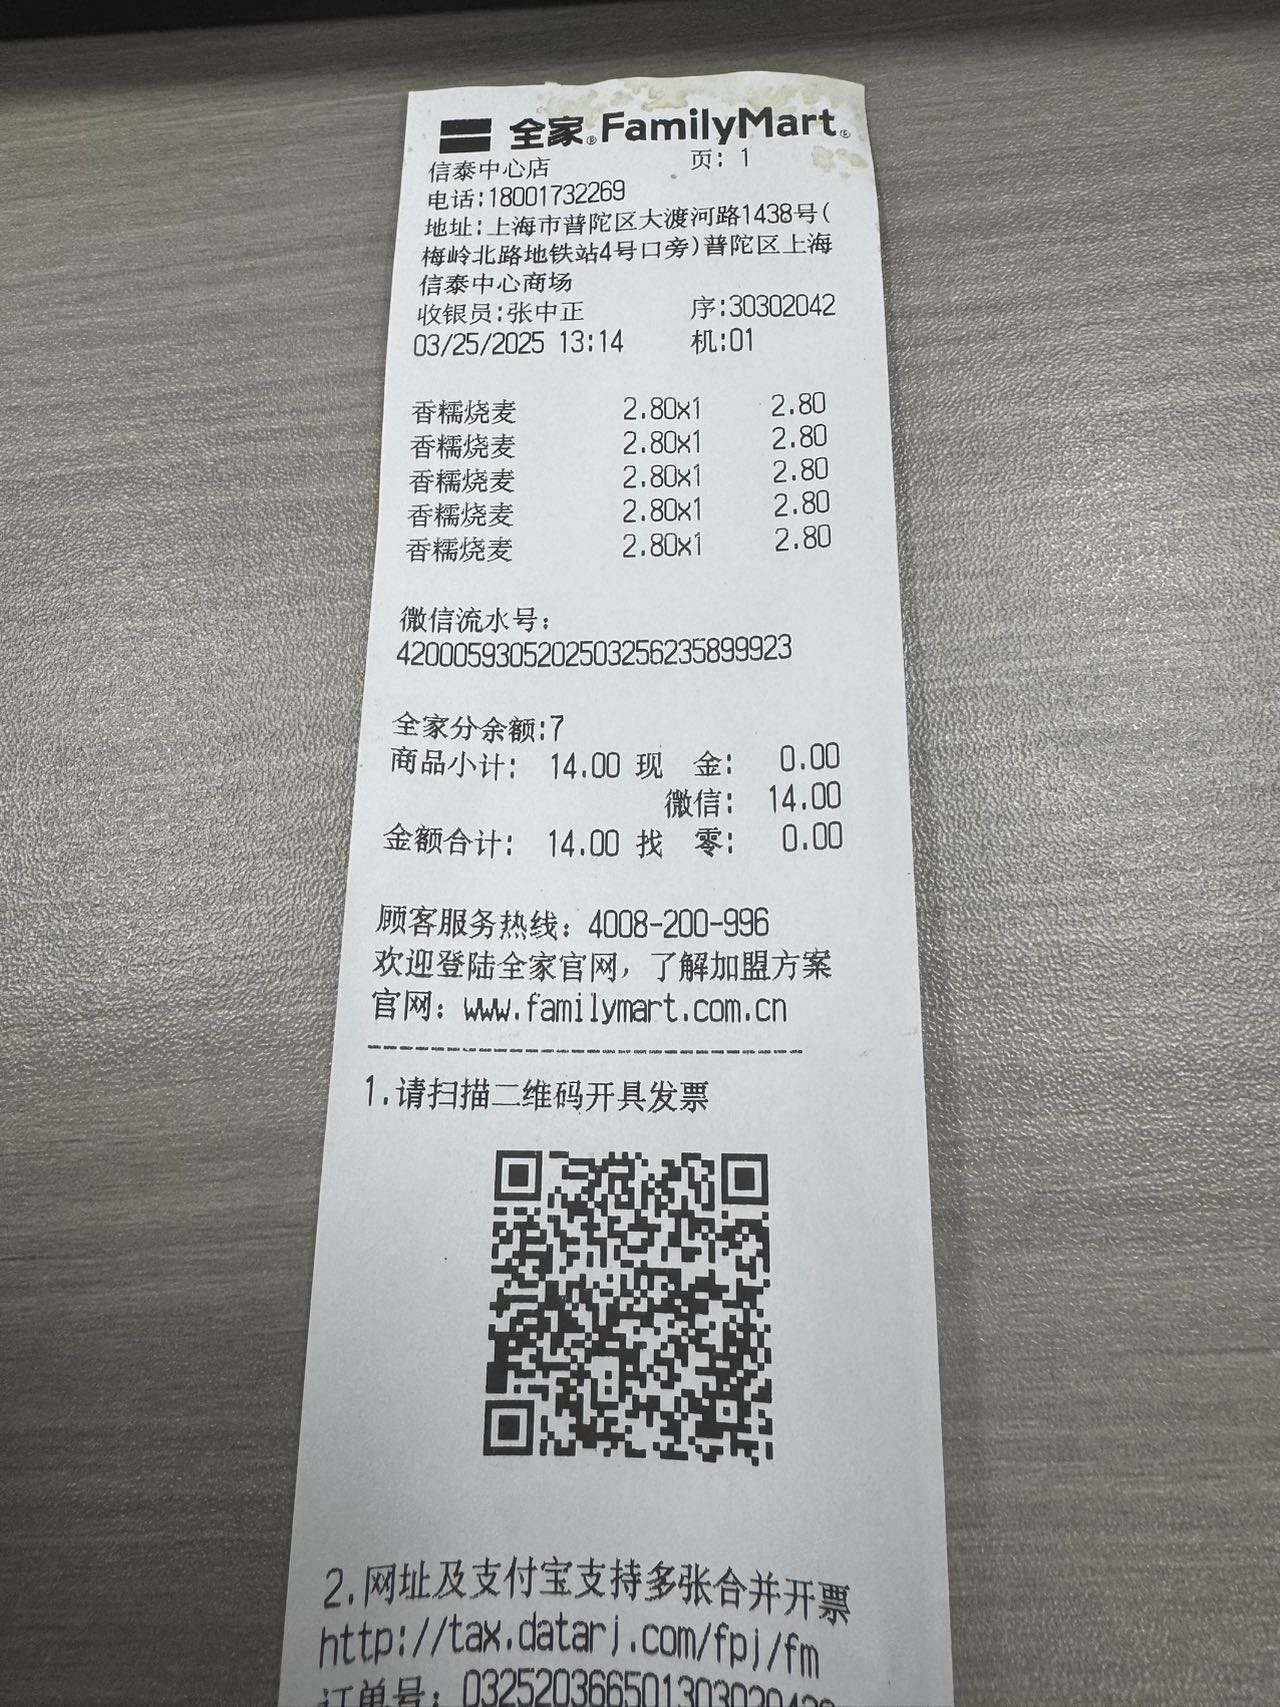 全家® FamilyMart®
信泰中心店 页: 1
电话:18001732269
地址:上海市普陀区大渡河路1438号(
梅岭北路地铁站4号口旁)普陀区上海
信泰中心商场
收银员:张中正 序:30302042
03/25/2025 13:14 机:01
香糯烧麦 2.80x1 2.80
香糯烧麦 2.80x1 2.80
香糯烧麦 2.80x1 2.80
香糯烧麦 2.80x1 2.80
香糯烧麦 2.80x1 2.80
微信流水号:
4200059305202503256235899923
全家分余额:7
商品小计: 14.00 现 金: 0.00
微信: 14.00
金额合计: 14.00 找 零: 0.00
顾客服务热线: 4008-200-996
欢迎登陆全家官网,了解加盟方案
官网: www.familymart.com.cn
1.请扫描二维码开具发票
2.网址及支付宝支持多张合并开票
http://tax.datarj.com/fpj/fm
订单号: